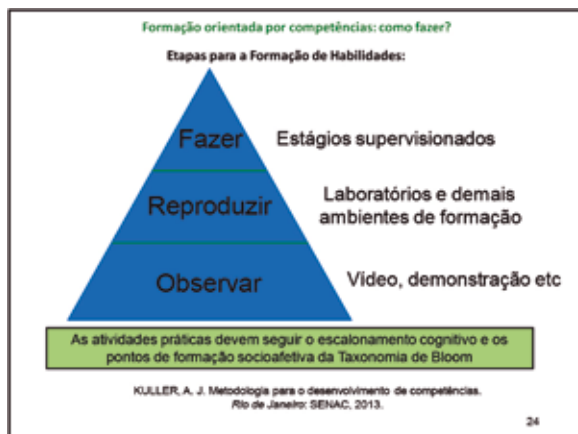 Formação orientada por competências: como fazer?
Etapas para a Formação de Habilidades:
Fazer
Estágios supervisionados
Reproduzir
Laboratórios e demais
ambientes de formação
Observar
Vídeo, demonstração etc
As atividades práticas devem seguir o escalonamento cognitivo e os
pontos de formação socioafetiva da Taxonomia de Bloom
KULLER, A. J. Metodologia para o desenvolvimento de competências.
Rio de Janeiro: SENAC, 2013.
24